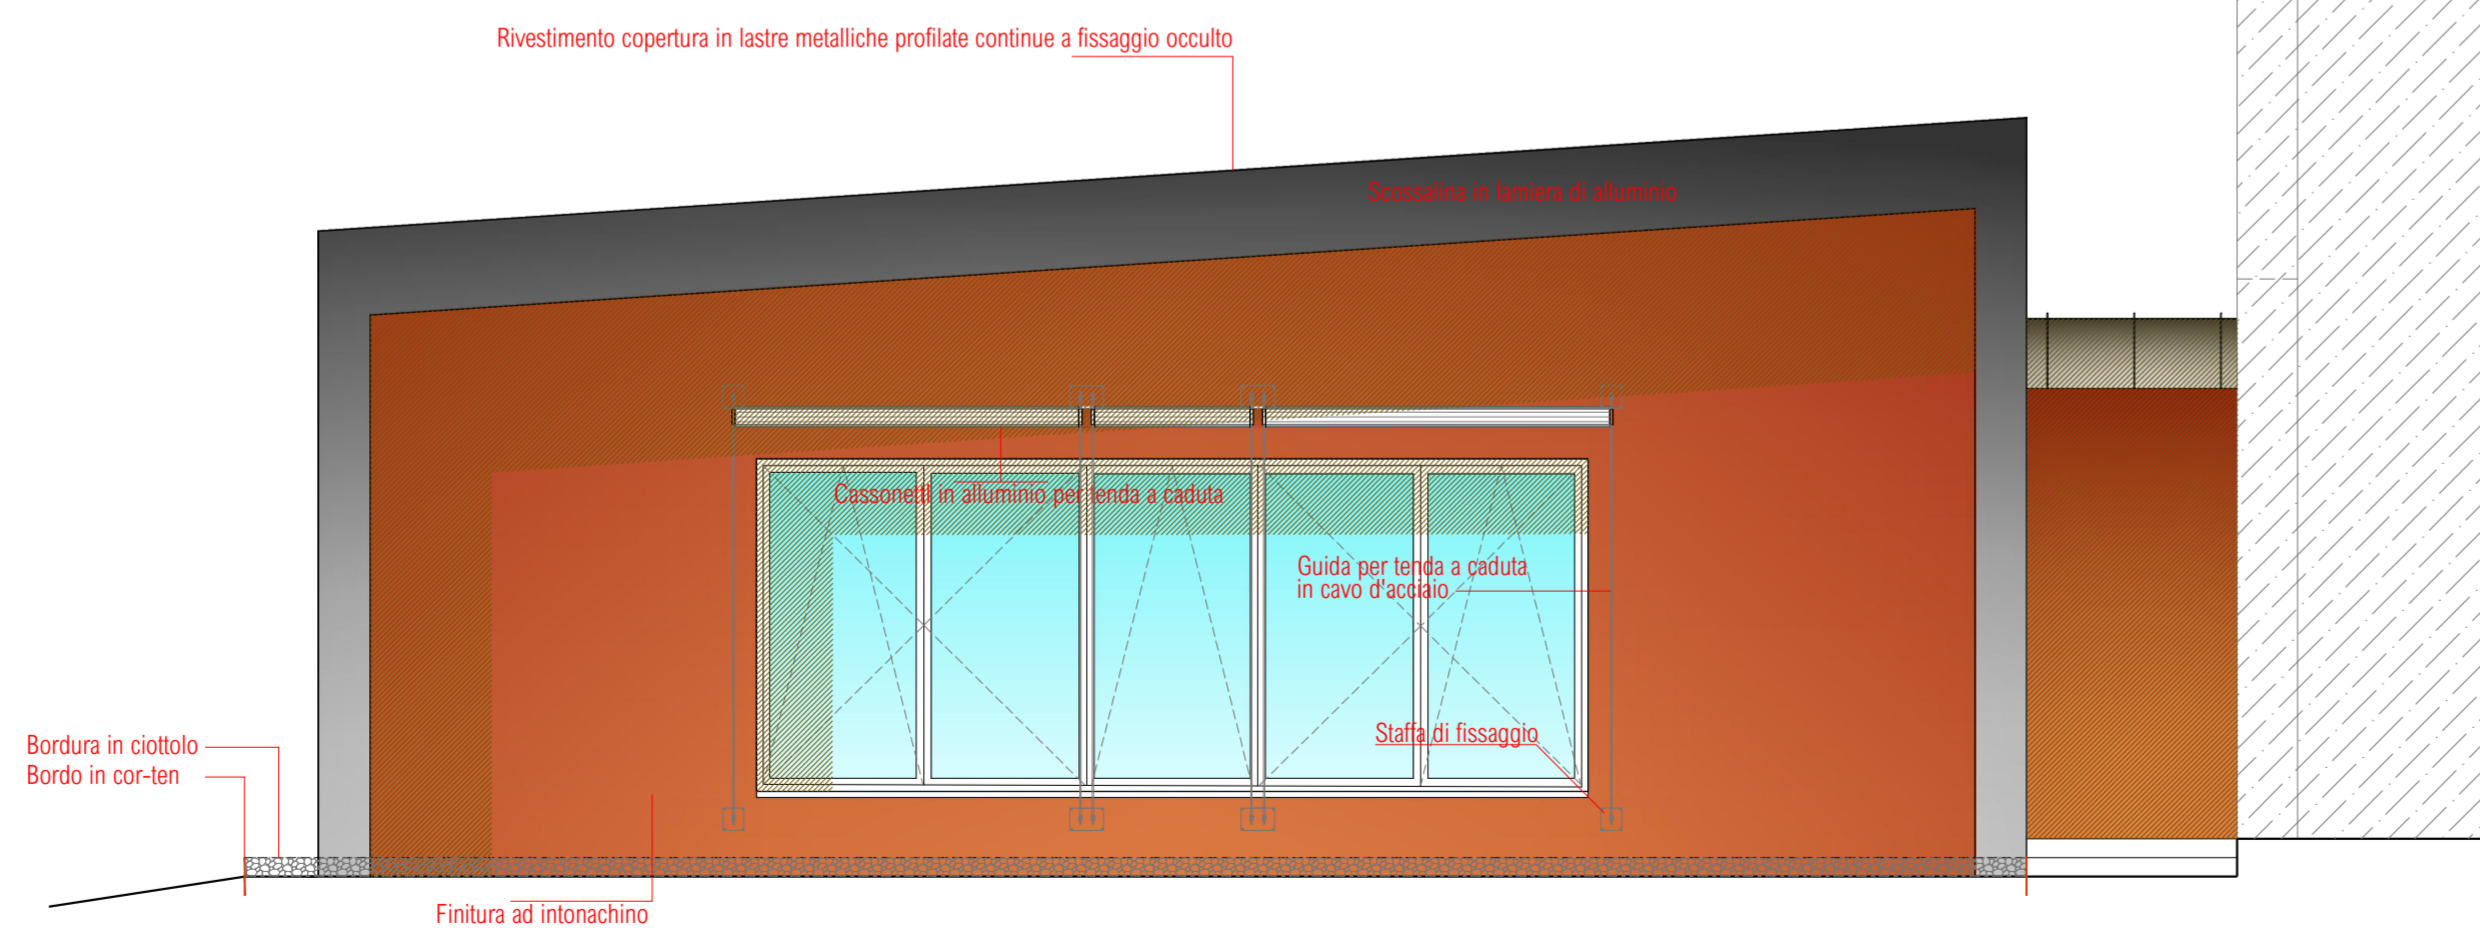 Rivestimento copertura in lastre metalliche profilate continue a fissaggio occulto
Scossalina in lamiera di alluminio
Cassonetti in alluminio per tenda a caduta
Guida per tenda a caduta
in cavo d'acciaio
Staffa di fissaggio
Bordura in ciottolo
Bordo in cor-ten
Finitura ad intonachino